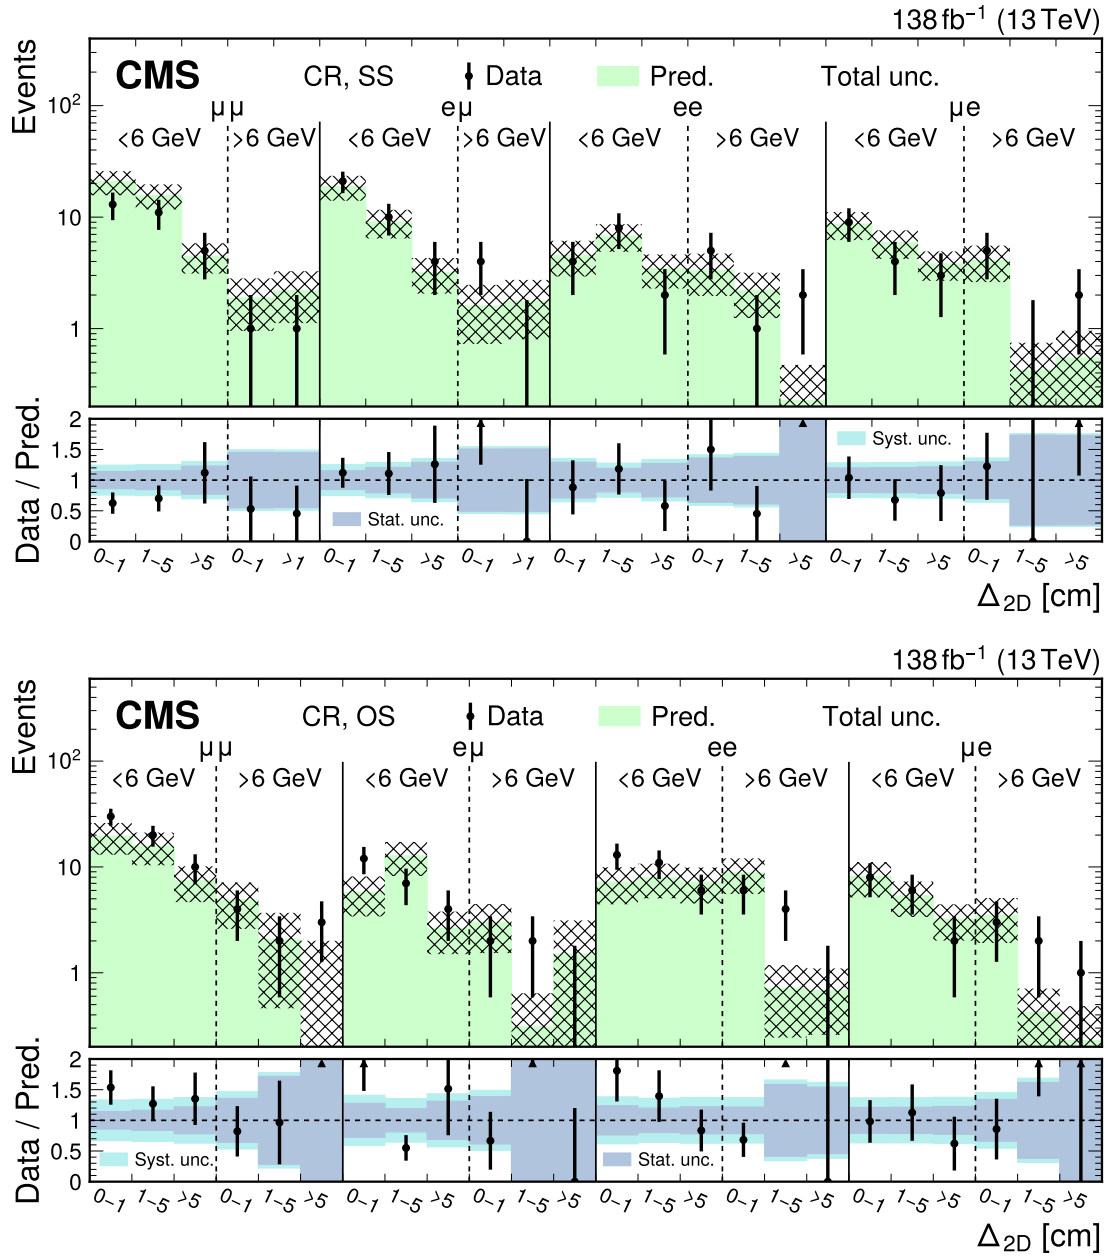 138 fb⁻¹ (13 TeV)
Events
CMS CR, SS Data Pred. Total unc.
10²
10
1
μμ eμ ee μe
<6 GeV >6 GeV <6 GeV >6 GeV <6 GeV >6 GeV <6 GeV >6 GeV
Data / Pred.
2
1.5
1
0.5
0
Syst. unc.
Stat. unc.
0−1 1−5 >5 0−1 >1 0−1 1−5 >5 0−1 >1 0−1 1−5 >5 0−1 1−5 >5 0−1 1−5 >5 0−1 1−5 >5
Δ2D [cm]
138 fb⁻¹ (13 TeV)
Events
CMS CR, OS Data Pred. Total unc.
10²
10
1
μμ eμ ee μe
<6 GeV >6 GeV <6 GeV >6 GeV <6 GeV >6 GeV <6 GeV >6 GeV
Data / Pred.
2
1.5
1
0.5
0
Syst. unc. Stat. unc.
0−1 1−5 >5 0−1 1−5 >5 0−1 1−5 >5 0−1 1−5 >5 0−1 1−5 >5 0−1 1−5 >5 0−1 1−5 >5 0−1 1−5 >5
Δ2D [cm]